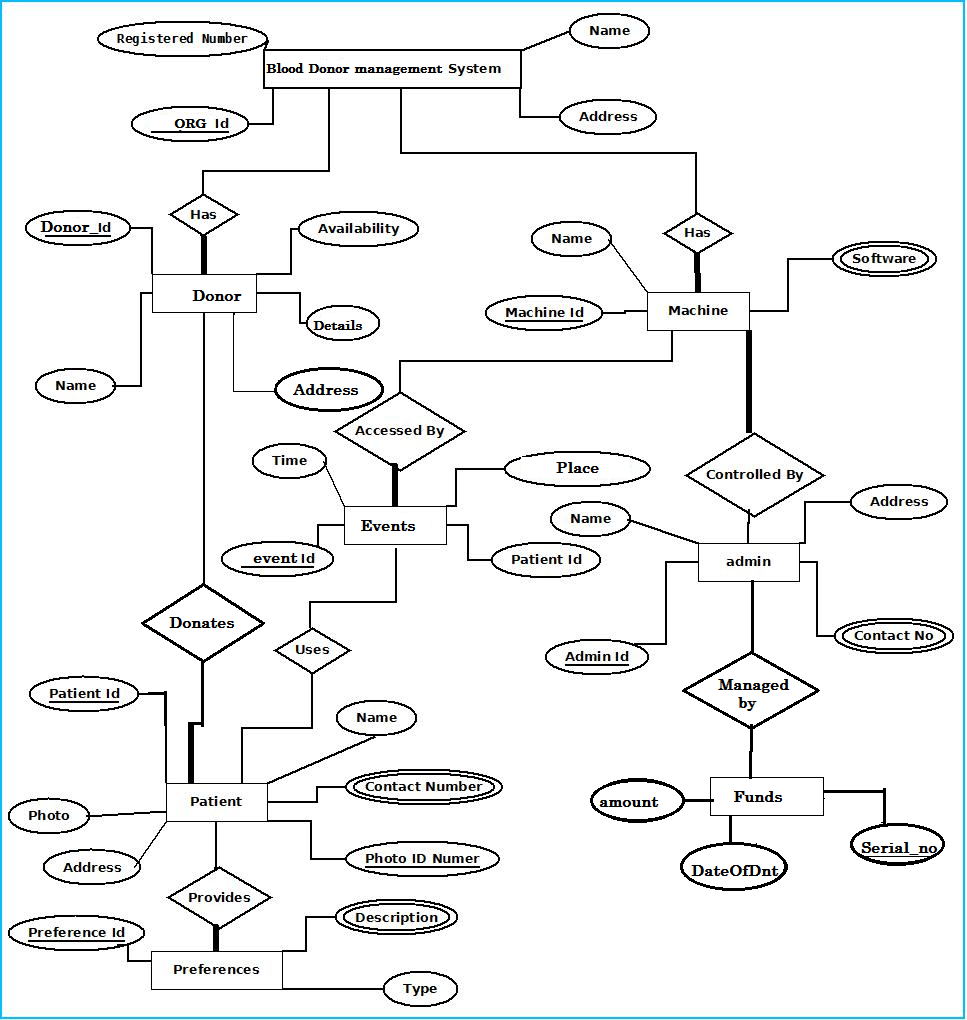 Registered Number
Name
Blood Donor management System
ORG_Id
Address
Has
Donor_Id
Availability
Has
Name
Software
Donor
Machine Id
Machine
Details
Name
Address
Accessed By
Time
Place
Controlled By
Name
Address
Events
event Id
Patient Id
admin
Donates
Uses
Contact No
Admin Id
Patient Id
Managed
by
Name
Contact Number
Patient
Funds
amount
Photo
Address
Photo ID Numer
Serial_no
DateOfDnt
Provides
Description
Preference Id
Preferences
Type